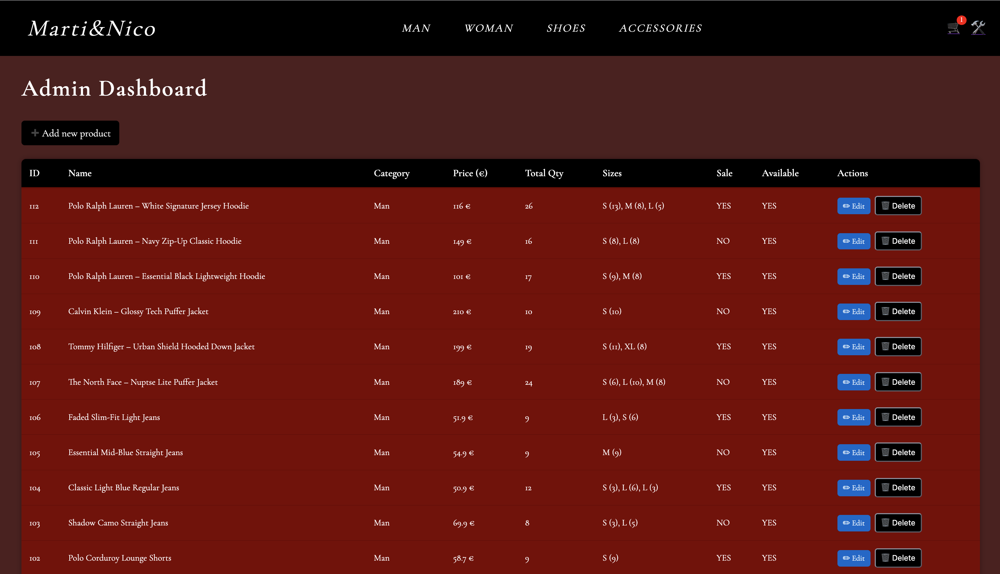 Marti&Nico MAN WOMAN SHOES ACCESSORIES 1
Admin Dashboard
Add new product
ID Name Category Price (€) Total Qty Sizes Sale Available Actions
112 Polo Ralph Lauren – White Signature Jersey Hoodie Man 116 € 26 S (13), M (8), L (5) YES YES Edit Delete
111 Polo Ralph Lauren – Navy Zip-Up Classic Hoodie Man 149 € 16 S (8), L (8) NO YES Edit Delete
110 Polo Ralph Lauren – Essential Black Lightweight Hoodie Man 101 € 17 S (9), M (8) YES YES Edit Delete
109 Calvin Klein – Glossy Tech Puffer Jacket Man 210 € 10 S (10) NO YES Edit Delete
108 Tommy Hilfiger – Urban Shield Hooded Down Jacket Man 199 € 19 S (11), XL (8) YES YES Edit Delete
107 The North Face – Nuptse Lite Puffer Jacket Man 189 € 24 S (6), L (10), M (8) NO YES Edit Delete
106 Faded Slim-Fit Light Jeans Man 51.9 € 9 L (3), S (6) YES YES Edit Delete
105 Essential Mid-Blue Straight Jeans Man 54.9 € 9 M (9) NO YES Edit Delete
104 Classic Light Blue Regular Jeans Man 50.9 € 12 S (3), L (6), L (3) YES YES Edit Delete
103 Shadow Camo Straight Jeans Man 69.9 € 8 S (3), L (5) NO YES Edit Delete
102 Polo Corduroy Lounge Shorts Man 58.7 € 9 S (9) YES YES Edit Delete